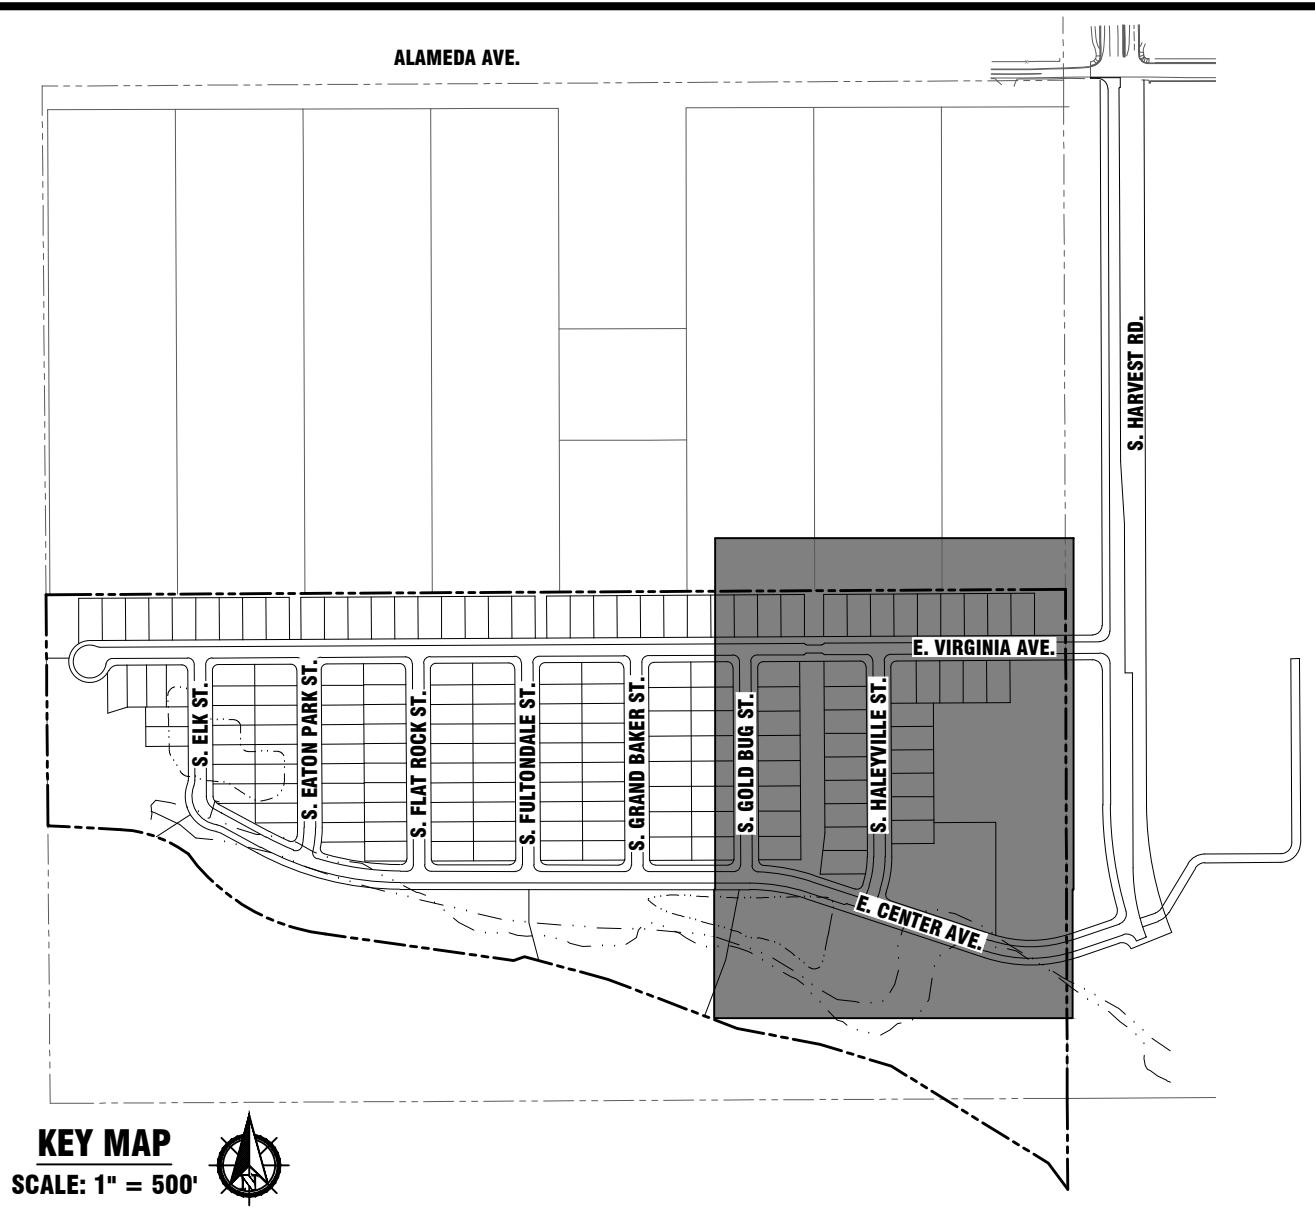 ALAMEDA AVE.
S. HARVEST RD.
E. VIRGINIA AVE.
S. ELK ST.
S. EATON PARK ST.
S. FLAT ROCK ST.
S. FULTONDALE ST.
S. GRAND BAKER ST.
S. GOLD BUG ST.
S. HALEYVILLE ST.
E. CENTER AVE.
KEY MAP
SCALE: 1" = 500'
N